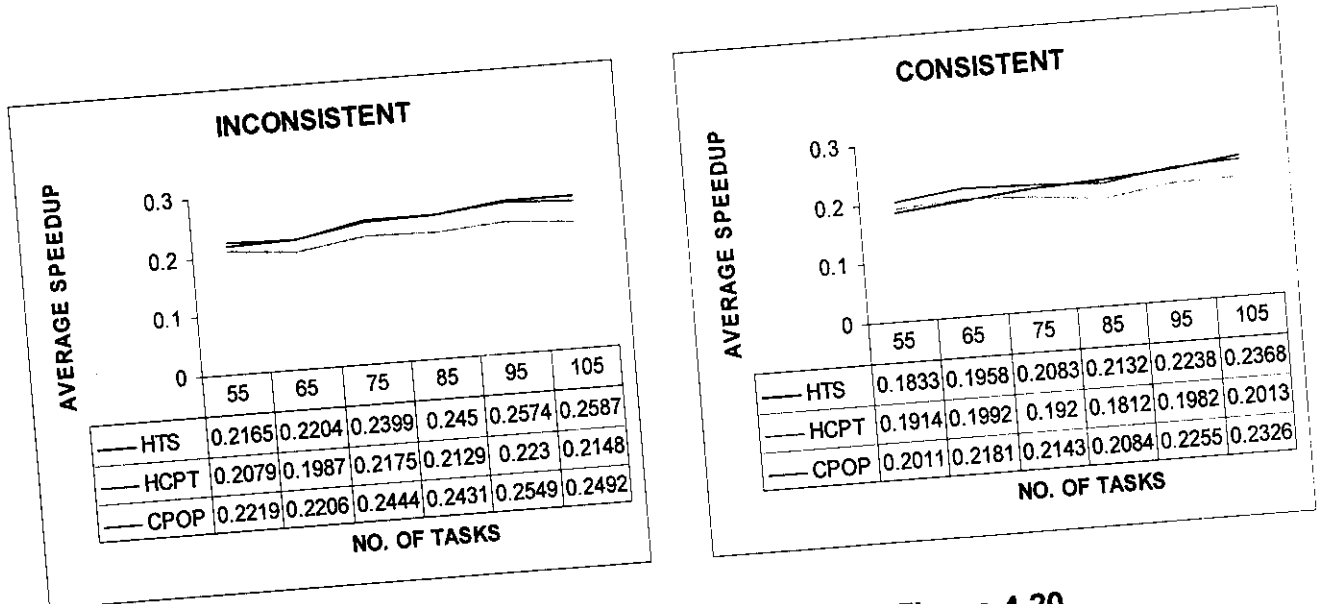 INCONSISTENT
AVERAGE SPEEDUP
0.3
0.2
0.1
0
55 65 75 85 95 105
HTS 0.2165 0.2204 0.2399 0.245 0.2574 0.2587
HCPT 0.2079 0.1987 0.2175 0.2129 0.223 0.2148
CPOP 0.2219 0.2206 0.2444 0.2431 0.2549 0.2492
NO. OF TASKS
CONSISTENT
AVERAGE SPEEDUP
0.3
0.2
0.1
0
55 65 75 85 95 105
HTS 0.1833 0.1958 0.2083 0.2132 0.2238 0.2368
HCPT 0.1914 0.1992 0.192 0.1812 0.1982 0.2013
CPOP 0.2011 0.2181 0.2143 0.2084 0.2255 0.2326
NO. OF TASKS